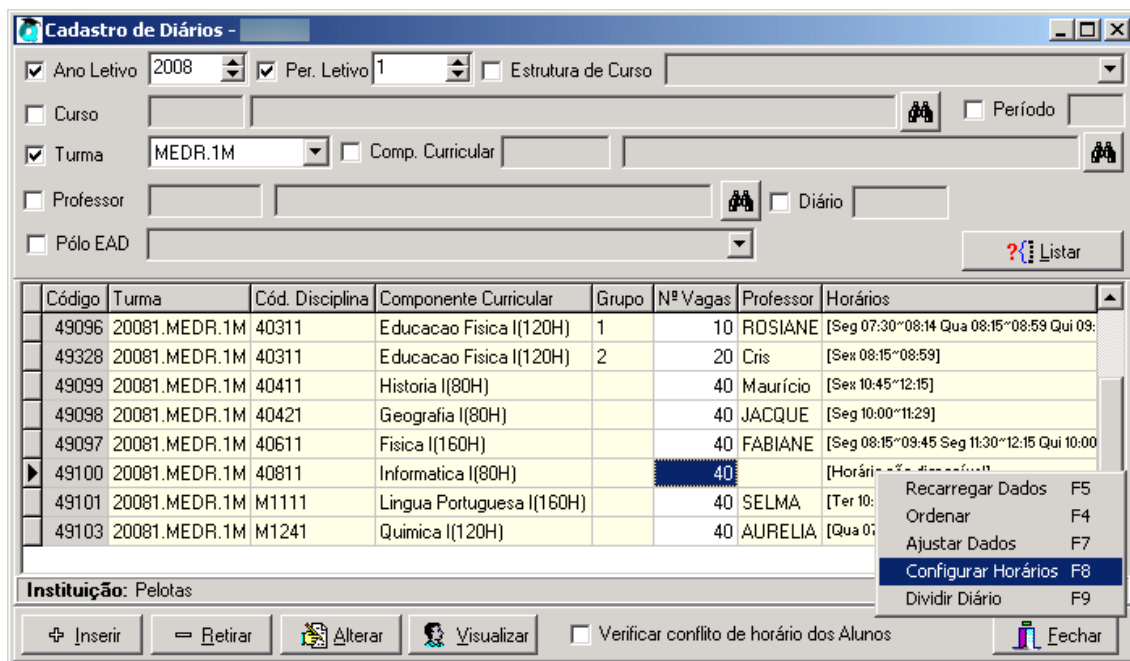 Cadastro de Diários -
Ano Letivo 2008 Per. Letivo 1 Estrutura de Curso
Curso Período
Turma MEDR.1M Comp. Curricular
Professor Diário
Pólo EAD
?{ Listar
Código Turma Cód. Disciplina Componente Curricular Grupo Nº Vagas Professor Horários
49096 20081.MEDR.1M 40311 Educacao Fisica I(120H) 1 10 ROSIANE [Seg 07:30~08:14 Qua 08:15~08:59 Qui 09:
49328 20081.MEDR.1M 40311 Educacao Fisica I(120H) 2 20 Cris [Sex 08:15~08:59]
49099 20081.MEDR.1M 40411 Historia I(80H) 40 Maurício [Sex 10:45~12:15]
49098 20081.MEDR.1M 40421 Geografia I(80H) 40 JACQUE [Seg 10:00~11:29]
49097 20081.MEDR.1M 40611 Fisica I(160H) 40 FABIANE [Seg 08:15~09:45 Seg 11:30~12:15 Qui 10:00
49100 20081.MEDR.1M 40811 Informatica I(80H) 40 [Horário
49101 20081.MEDR.1M M1111 Lingua Portuguesa I(160H) 40 SELMA [Ter 10:
49103 20081.MEDR.1M M1241 Quimica I(120H) 40 AURELIA [Qua 07
Recarregar Dados F5
Ordenar F4
Ajustar Dados F7
Configurar Horários F8
Dividir Diário F9
Instituição: Pelotas
Inserir Retirar Alterar Visualizar Verificar conflito de horário dos Alunos Fechar